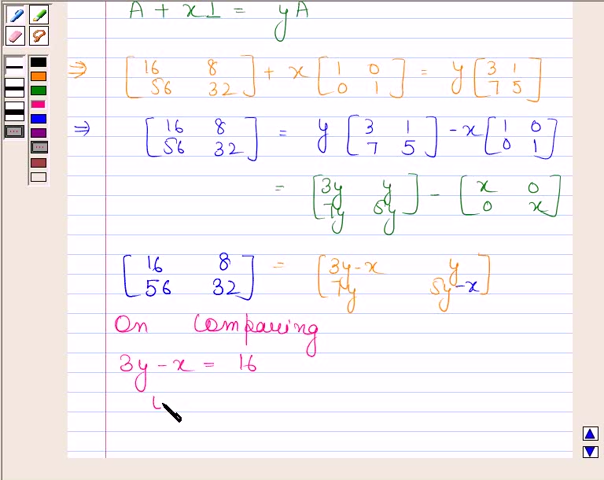 A + xI = yA
⇒ [16 8 56 32] + x [1 0 0 1] = y [3 1 7 5]
⇒ [16 8 56 32] = y [3 1 7 5] - x [1 0 0 1]
= [3y y 7y 5y] - [x 0 0 x]
[16 8 56 32] = [3y-x y 7y 5y-x]
On Comparing
3y - x = 16